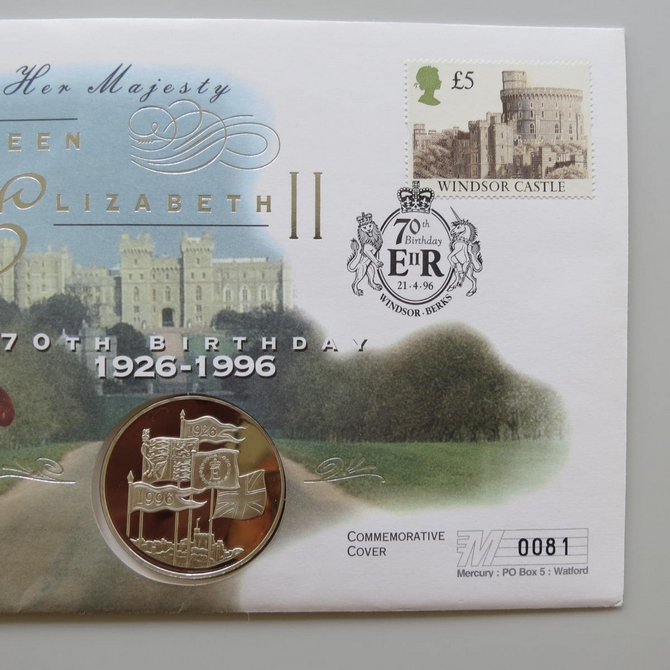 Her Majesty
EEN
ELIZABETH II
70TH BIRTHDAY
1926-1996
£5
WINDSOR CASTLE
70th
Birthday
EIIR
21·4·96
WINDSOR·BERKS
1926
1996
COMMEMORATIVE
COVER
M 0081
Mercury : PO Box 5 : Watford